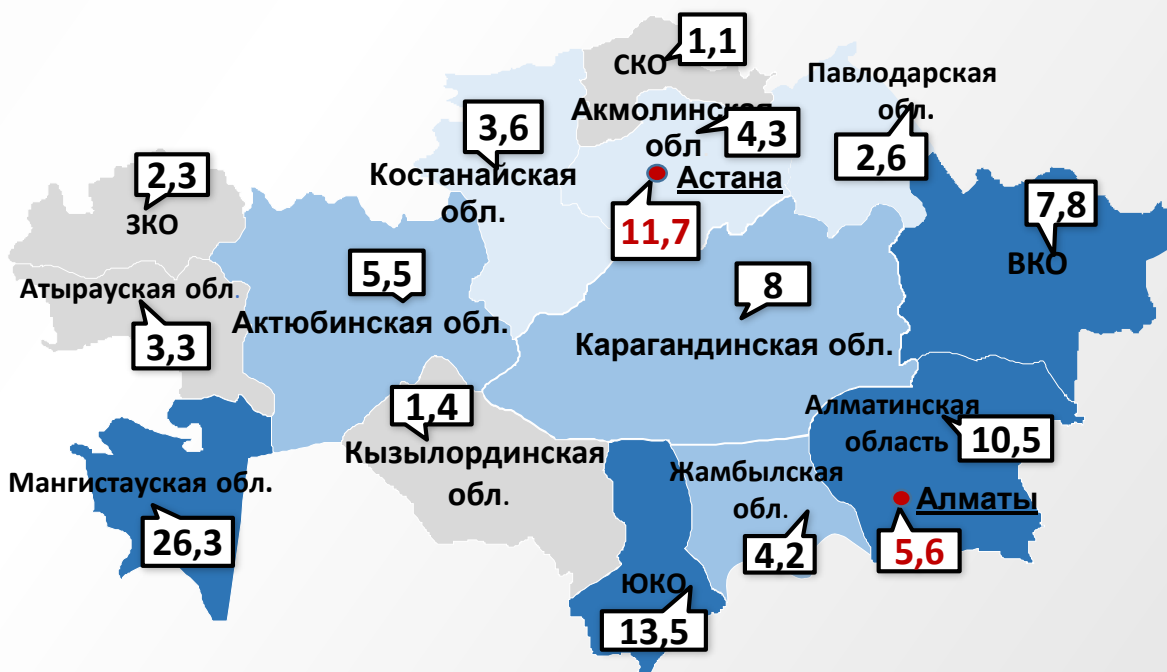 1,1
СКО
Павлодарская
обл.
2,6
Акмолинская
обл
4,3
3,6
Костанайская
обл.
Астана
11,7
2,3
ЗКО
7,8
ВКО
Атырауская обл.
3,3
5,5
Актюбинская обл.
8
Карагандинская обл.
1,4
Кызылординская
обл.
Алматинская
область
10,5
Мангистауская обл.
26,3
Жамбылская
обл.
4,2
Алматы
5,6
ЮКО
13,5